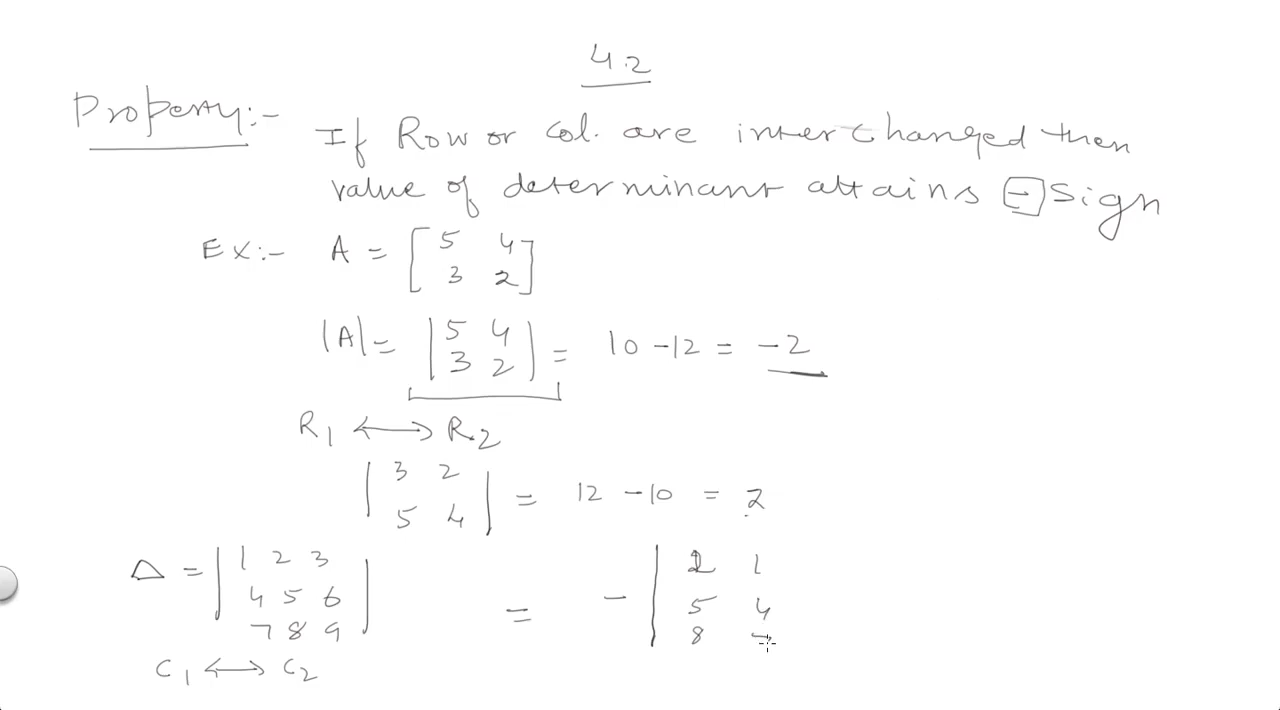 4.2
Property:- If Row or Col. are interchanged then
value of determinant attains [-] Sign
Ex:- A = [5 4
3 2]
|A| = |5 4
3 2| = 10 - 12 = -2
R1 ↔ R2
|3 2
5 4| = 12 - 10 = 2
Δ = |1 2 3
4 5 6
7 8 9| = - |2 1
5 4
8 7
C1 ↔ C2